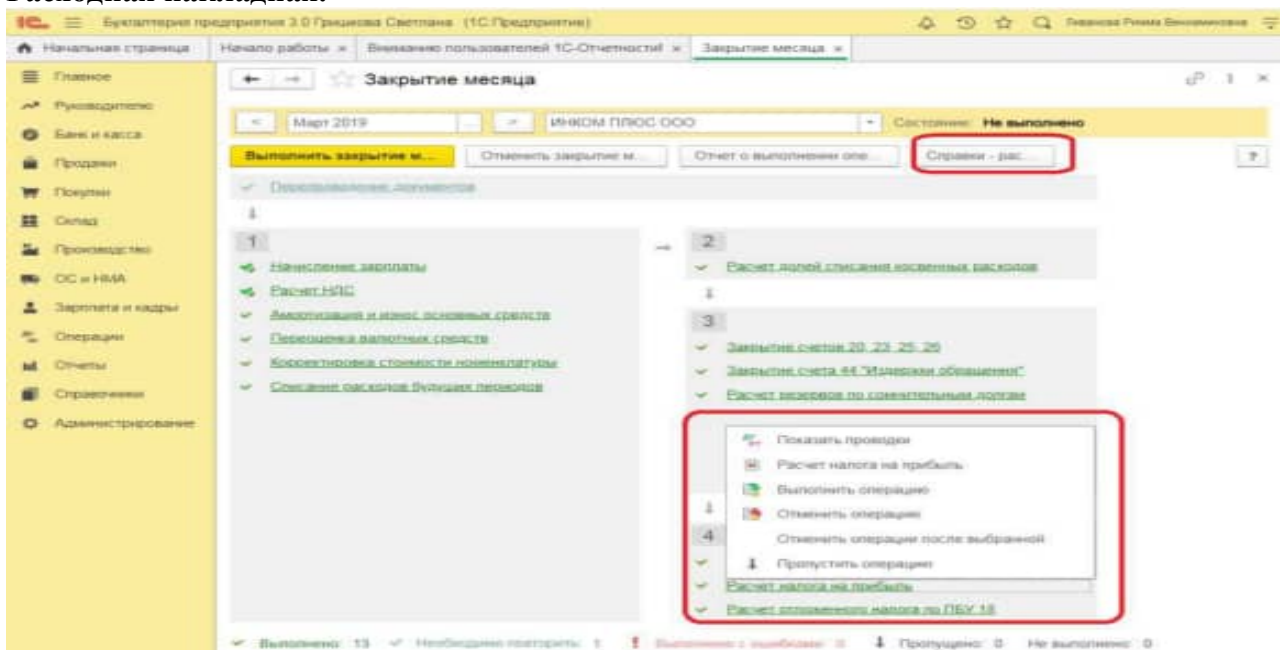 Расходная накладная.
1С Бухгалтерия предприятия 3.0 Грицикова Светлана (1С:Предприятие)
Начальная страница Начало работы × Вниманию пользователей 1С-Отчетности! × Закрытие месяца ×
Главное
Закрытие месяца
Руководителю
< Март 2019 ... > ИНКОМ ПЛЮС ООО Состояние: Не выполнено
Банк и касса
Выполнить закрытие м... Отменить закрытие м... Отчет о выполнении опе... Справки - рас... ?
Продажи
Перепроведение документов
Покупки
Склад
Производство
ОС и НМА
Зарплата и кадры
Операции
Отчеты
Справочники
Администрирование
1
Начисление зарплаты
Расчет НДС
Амортизация и износ основных средств
Переоценка валютных средств
Корректировка стоимости номенклатуры
Списание расходов будущих периодов
2
Расчет долей списания косвенных расходов
3
Закрытие счетов 20, 23, 25, 26
Закрытие счета 44 "Издержки обращения"
Расчет резервов по сомнительным долгам
Показать проводки
Расчет налога на прибыль
Выполнить операцию
Отменить операцию
Отменить операции после выбранной
Пропустить операцию
4
Расчет налога на прибыль
Расчет отложенного налога по ПБУ 18
Выполнено: 13 Необходимо повторить: 1 Выполнено с ошибками: 0 Пропущено: 0 Не выполнено: 0